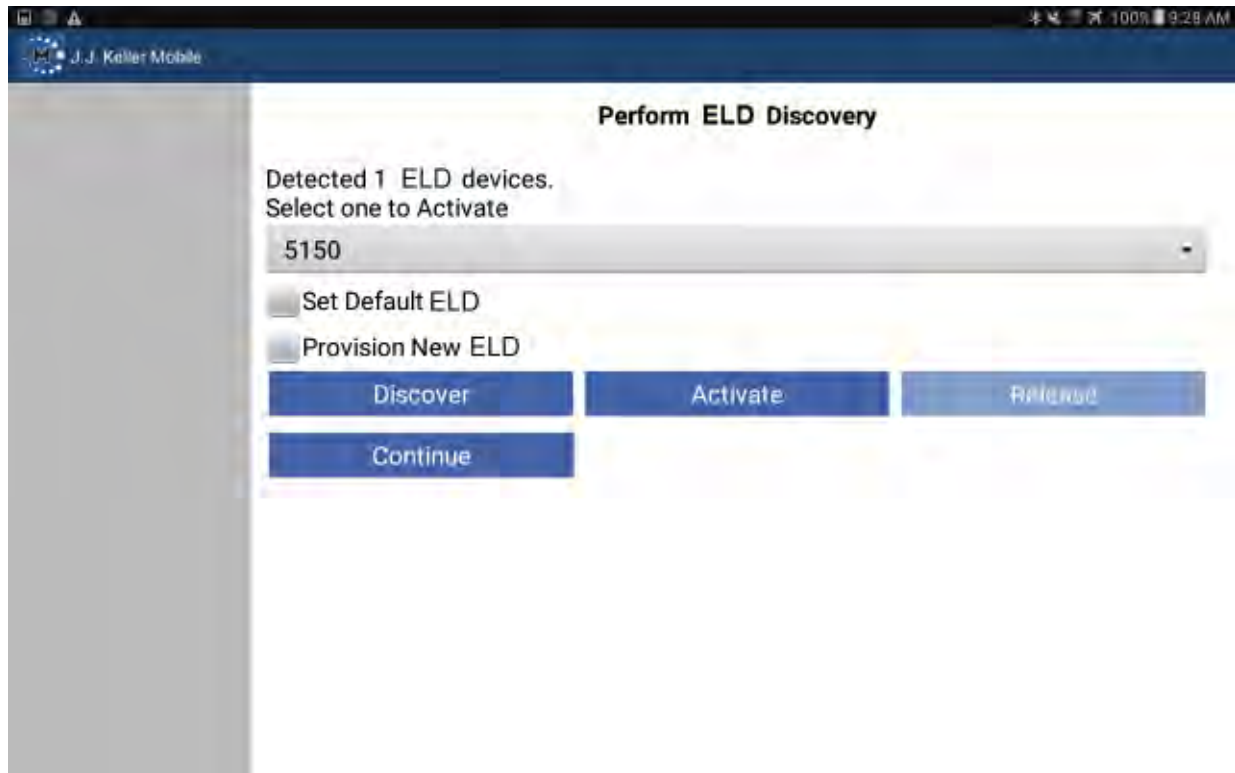 100% 9:28 AM
J.J. Keller Mobile
Perform ELD Discovery
Detected 1 ELD devices.
Select one to Activate
5150
Set Default ELD
Provision New ELD
Discover Activate Release
Continue